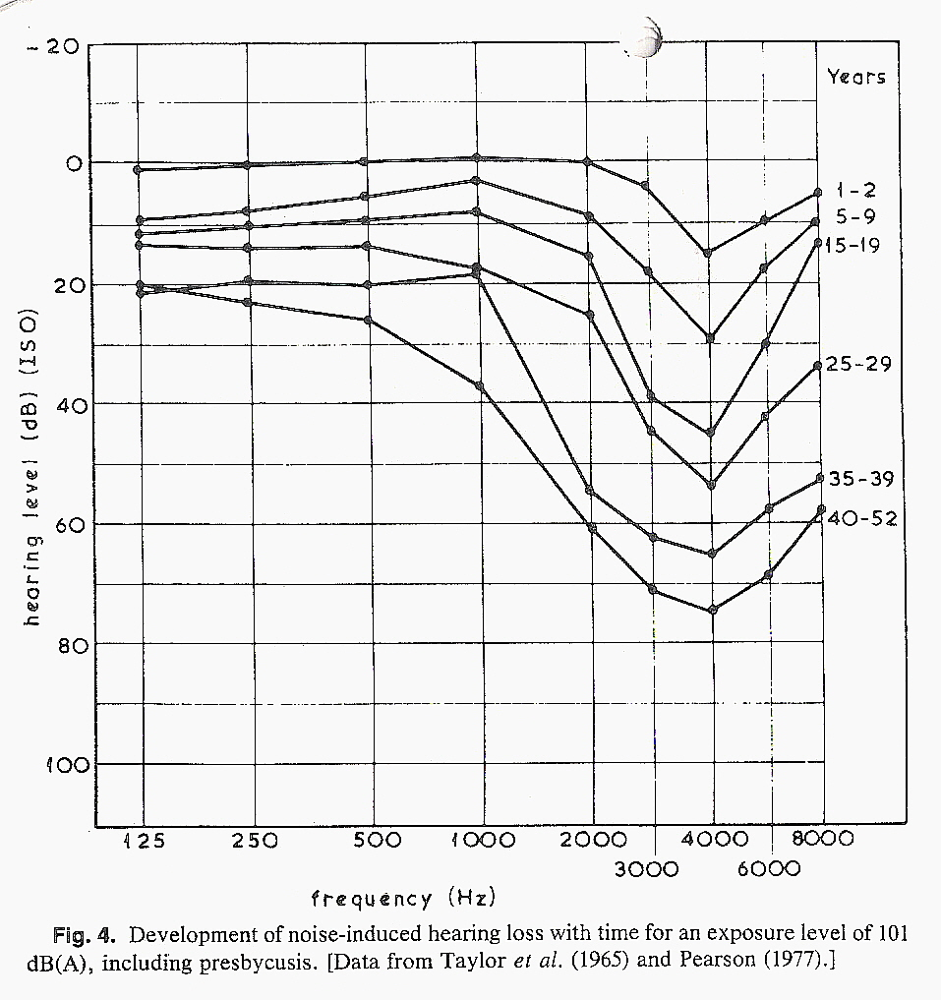 - 20
0
20
40
60
80
100
hearing level (dB) (ISO)
Years
1-2
5-9
15-19
25-29
35-39
40-52
125 250 500 1000 2000 4000 8000
3000 6000
frequency (Hz)
Fig. 4. Development of noise-induced hearing loss with time for an exposure level of 101
dB(A), including presbycusis. [Data from Taylor et al. (1965) and Pearson (1977).]